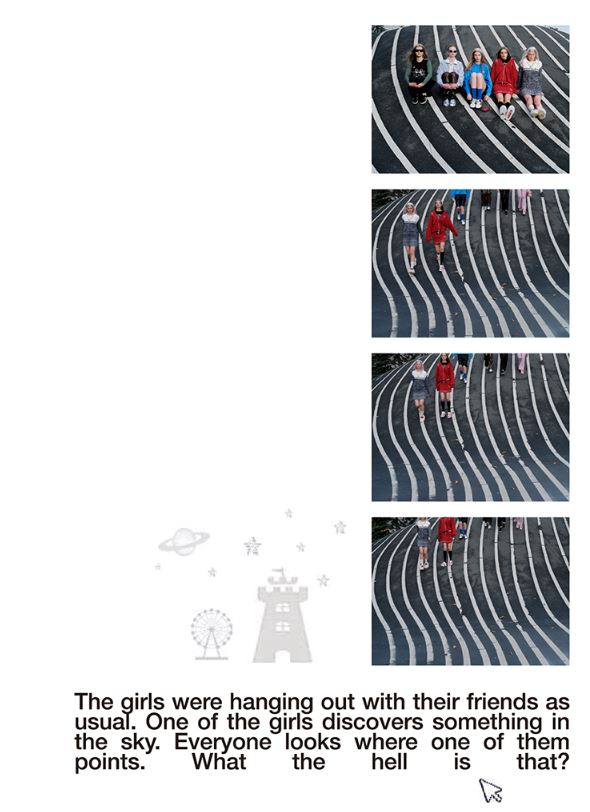 The girls were hanging out with their friends as
usual. One of the girls discovers something in
the sky. Everyone looks where one of them
points. What the hell is that?